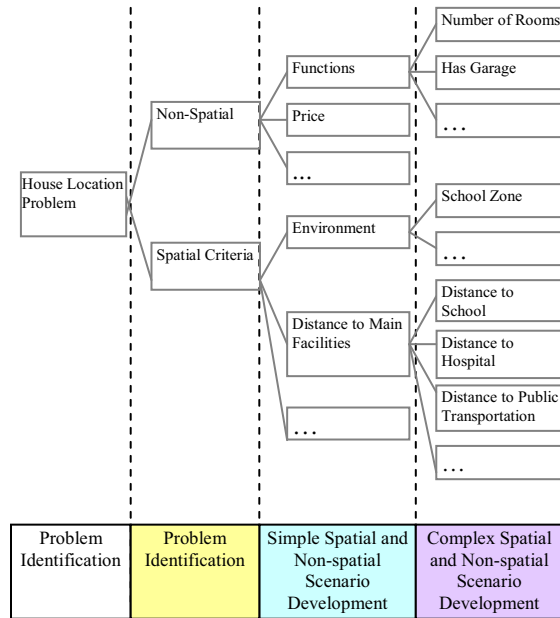 Number of Rooms
Functions
Has Garage
Non-Spatial
Price
...
...
House Location
Problem
School Zone
Environment
Spatial Criteria
...
Distance to
School
Distance to Main
Facilities
Distance to
Hospital
Distance to Public
Transportation
...
...
Problem
Identification
Problem
Identification
Simple Spatial and
Non-spatial
Scenario
Development
Complex Spatial
and Non-spatial
Scenario
Development